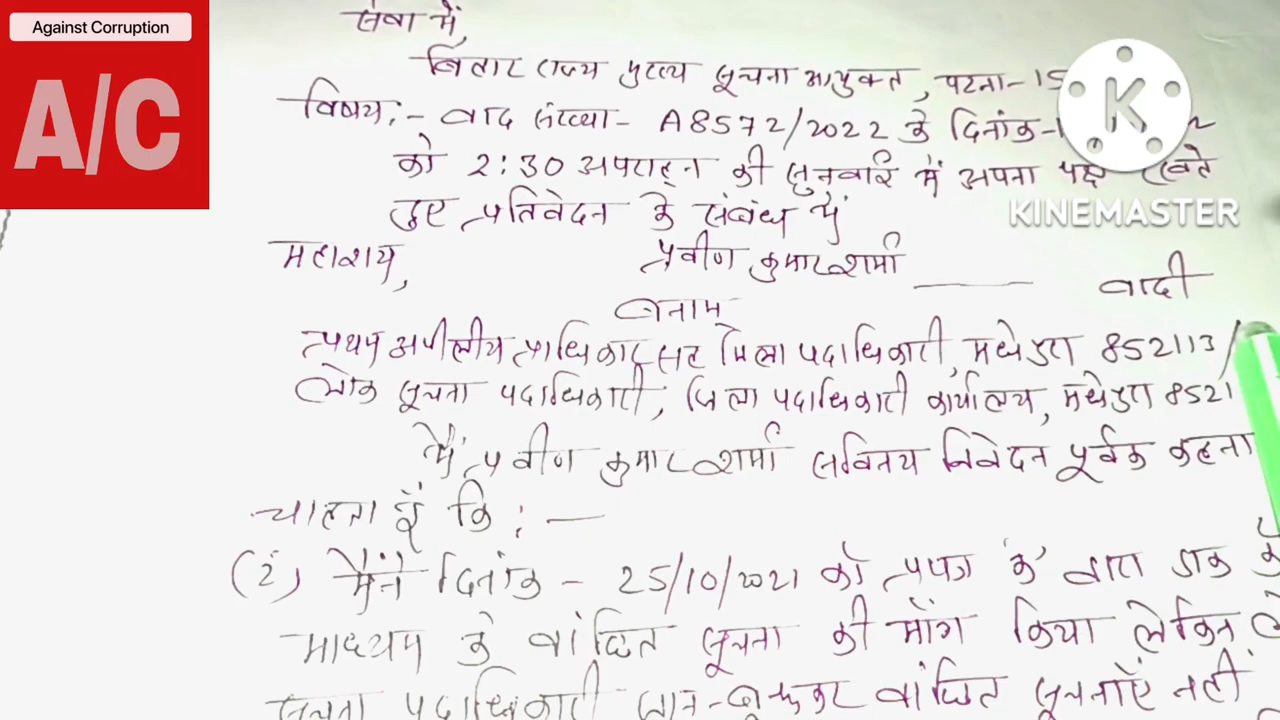 Against Corruption
A/C
सेवा में,
बिहार राज्य मुख्य सूचना आयुक्त, पटना-15
विषय:- वाद संख्या- A8572/2022 के दिनांक-
को 2:30 अपराह्न की सुनवाई में अपना पक्ष रखते
हुए प्रतिवेदन के संबंध में
KINEMASTER
महाशय,
प्रवीण कुमार शर्मा ______ वादी
बनाम
प्रथम अपीलीय प्राधिकार सह जिला पदाधिकारी, मधेपुरा 852113/
लोक सूचना पदाधिकारी, जिला पदाधिकारी कार्यालय, मधेपुरा 8521
मैं प्रवीण कुमार शर्मा सविनय निवेदन पूर्वक कहना
चाहता हूँ कि :—
मैंने दिनांक - 25/10/2021 को प्रपत्र 'क' द्वारा डाक के
माध्यम से वांछित सूचना की माँग किया लेकिन
सूचना पदाधिकारी जान-बूझकर वांछित सूचनाएँ नहीं